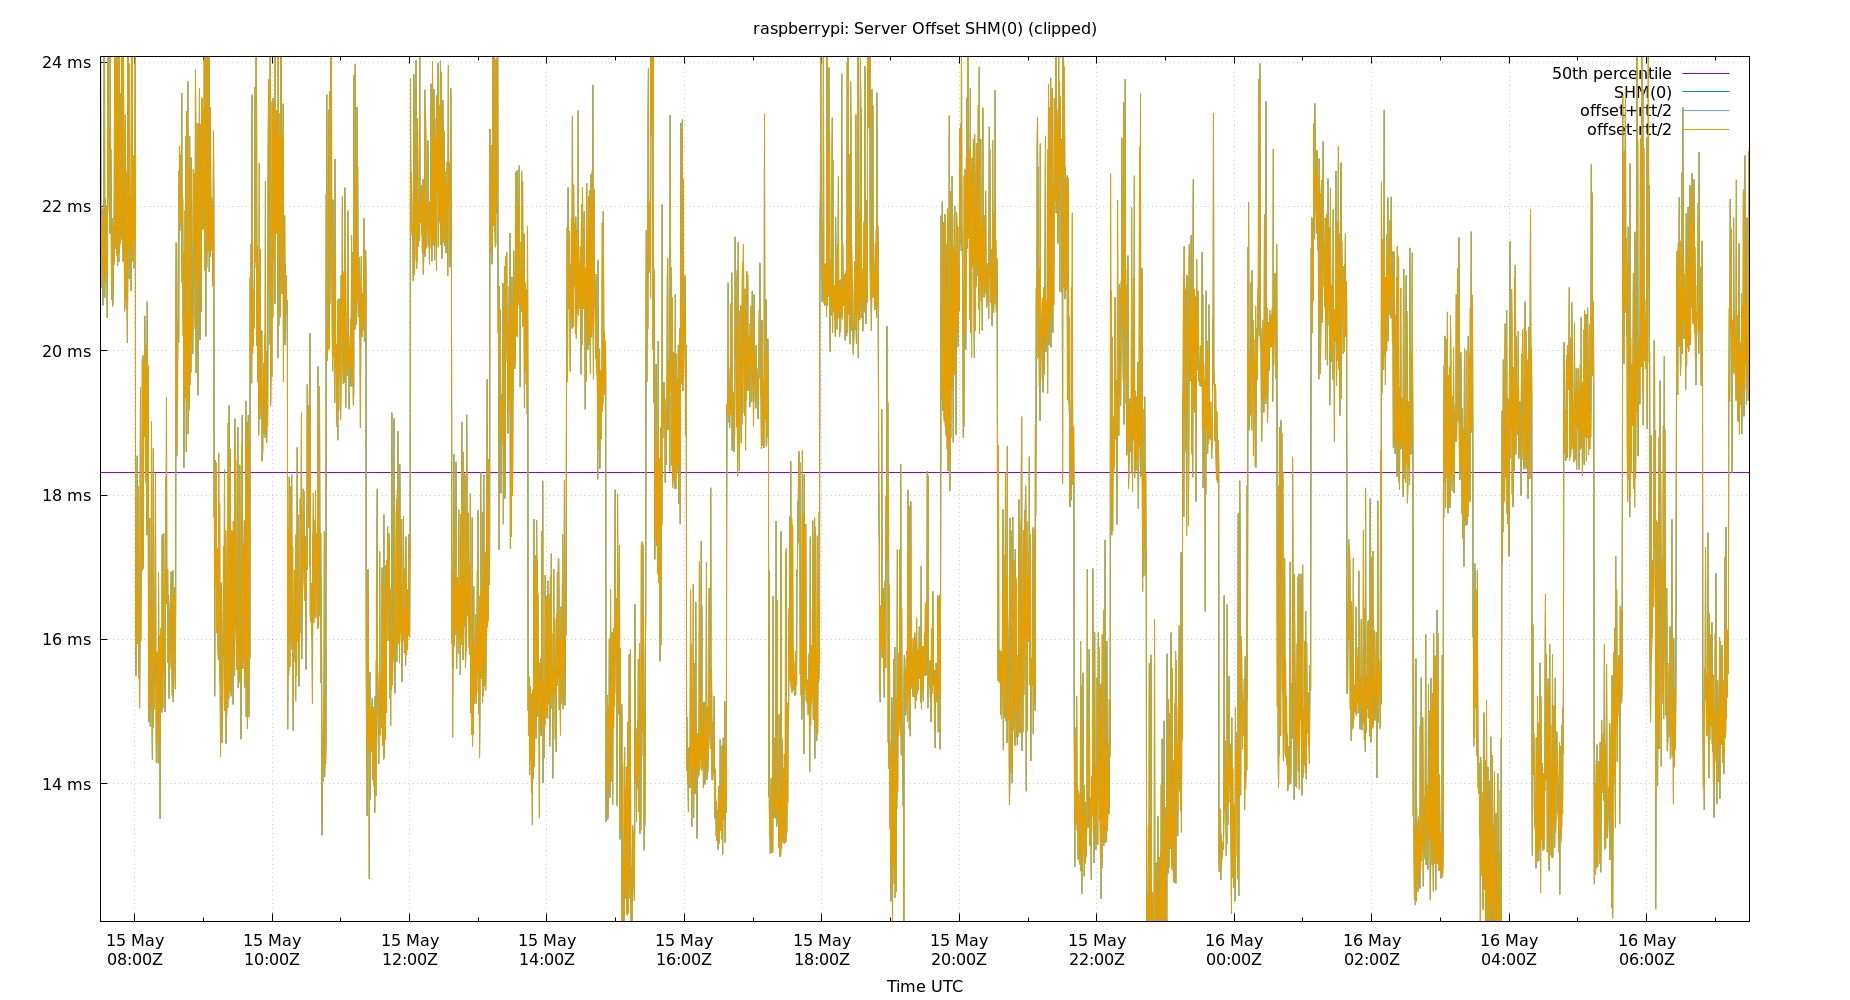 raspberrypi: Server Offset SHM(0) (clipped)
24 ms
22 ms
20 ms
18 ms
16 ms
14 ms
50th percentile
SHM(0)
offset+rtt/2
offset-rtt/2
15 May 15 May 15 May 15 May 15 May 15 May 15 May 15 May 16 May 16 May 16 May 16 May
08:00Z 10:00Z 12:00Z 14:00Z 16:00Z 18:00Z 20:00Z 22:00Z 00:00Z 02:00Z 04:00Z 06:00Z
Time UTC